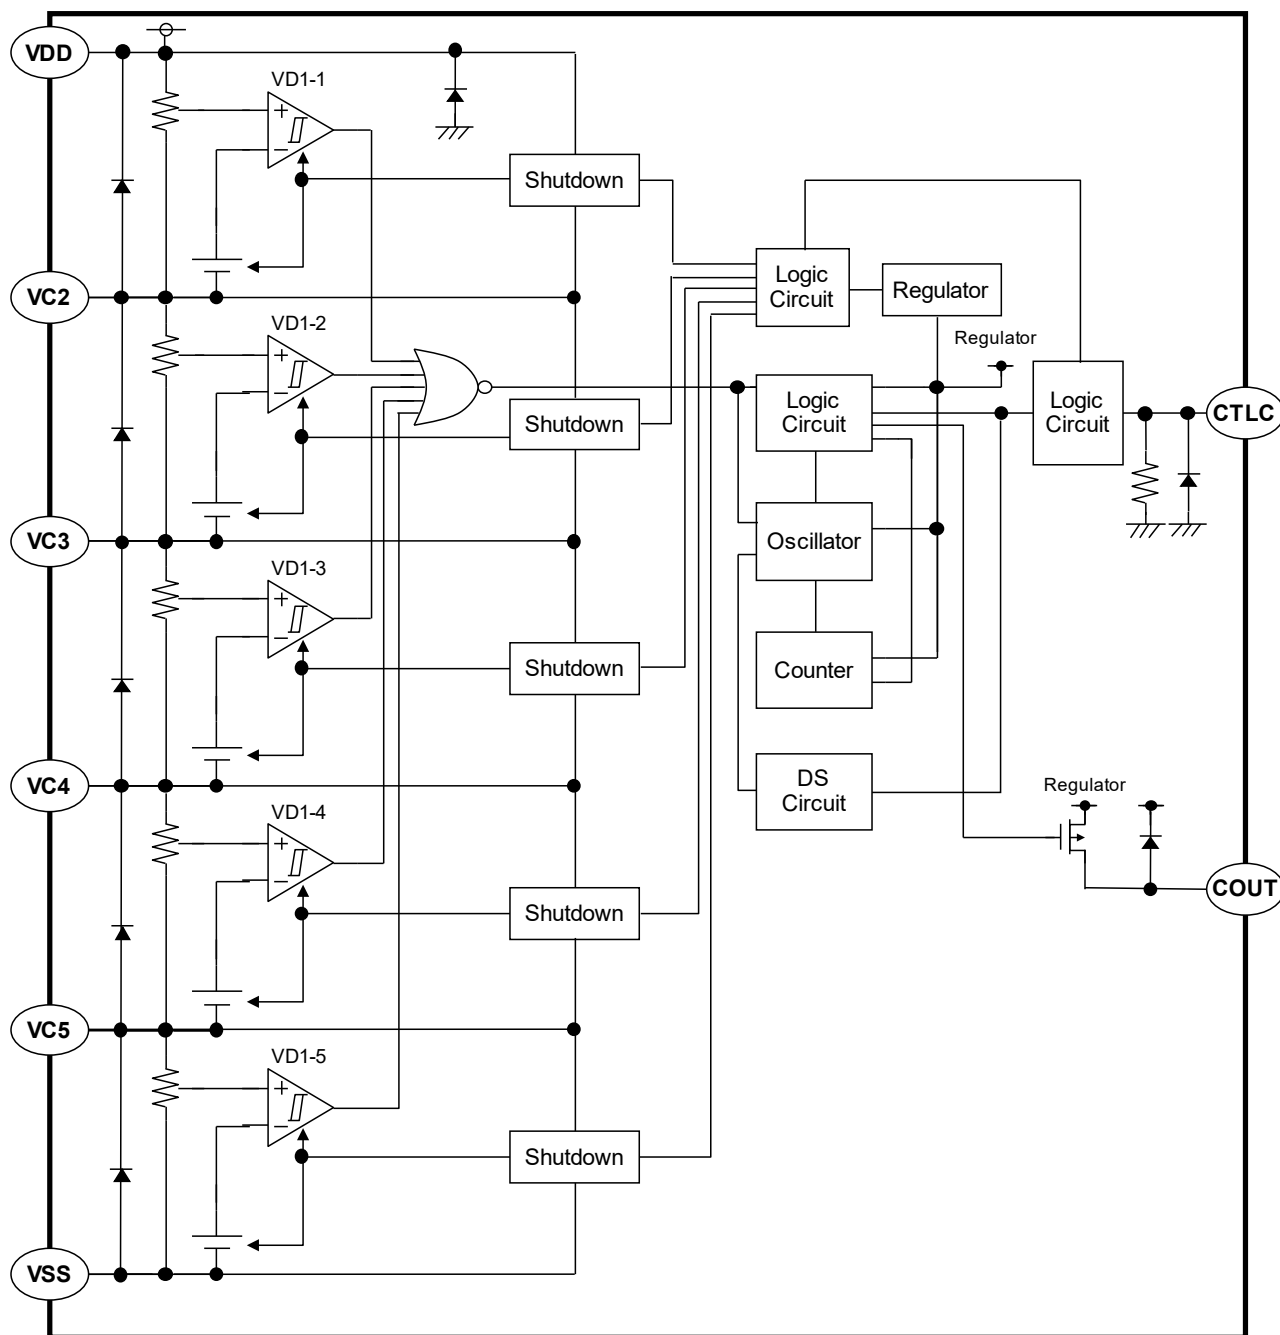 VDD
VD1-1
Shutdown
Logic
Circuit
Regulator
VC2
VD1-2
Regulator
Logic
Circuit
Logic
Circuit
CTLC
Shutdown
Oscillator
VC3
VD1-3
Shutdown
Counter
VC4
DS
Circuit
Regulator
VD1-4
COUT
Shutdown
VC5
VD1-5
Shutdown
VSS